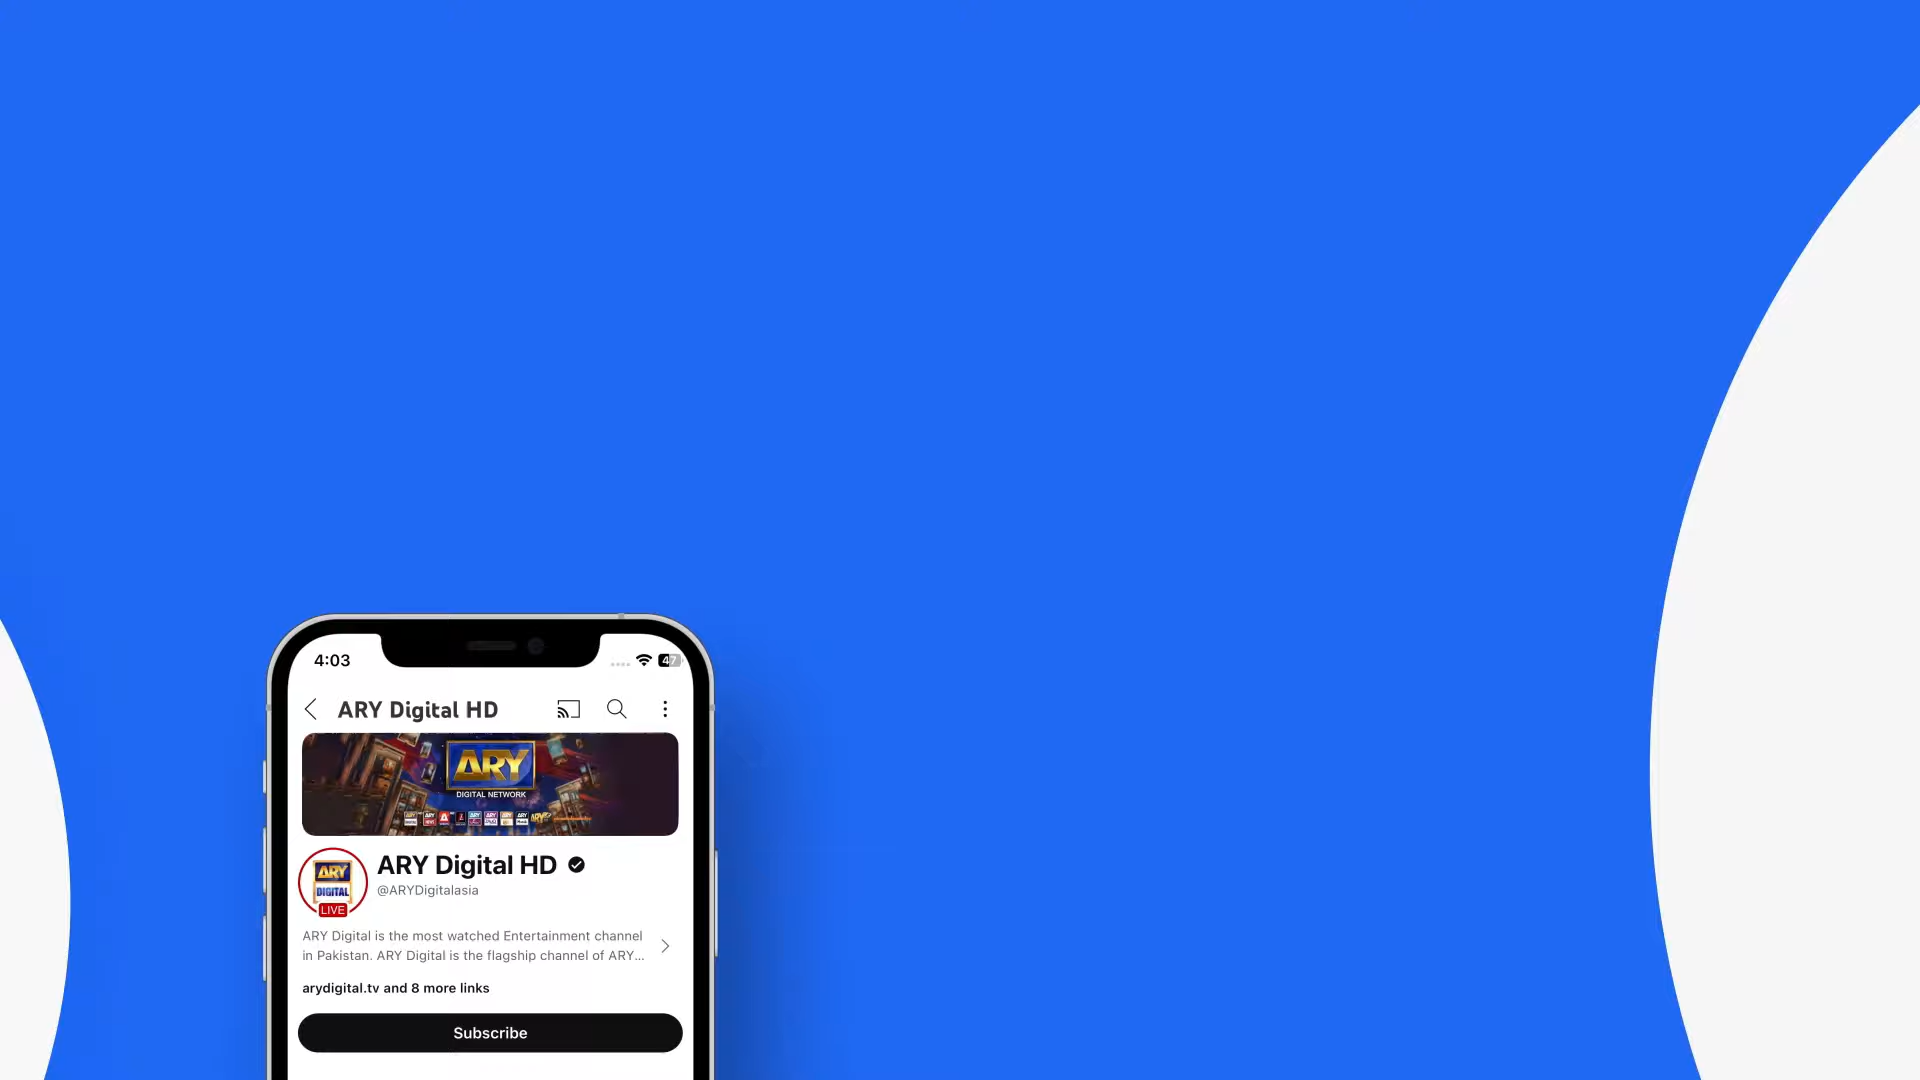 4:03
47
ARY Digital HD
ARY
DIGITAL NETWORK
ARY Digital HD
@ARYDigitalasia
ARY
DIGITAL
LIVE
ARY Digital is the most watched Entertainment channel
in Pakistan. ARY Digital is the flagship channel of ARY...
arydigital.tv and 8 more links
Subscribe